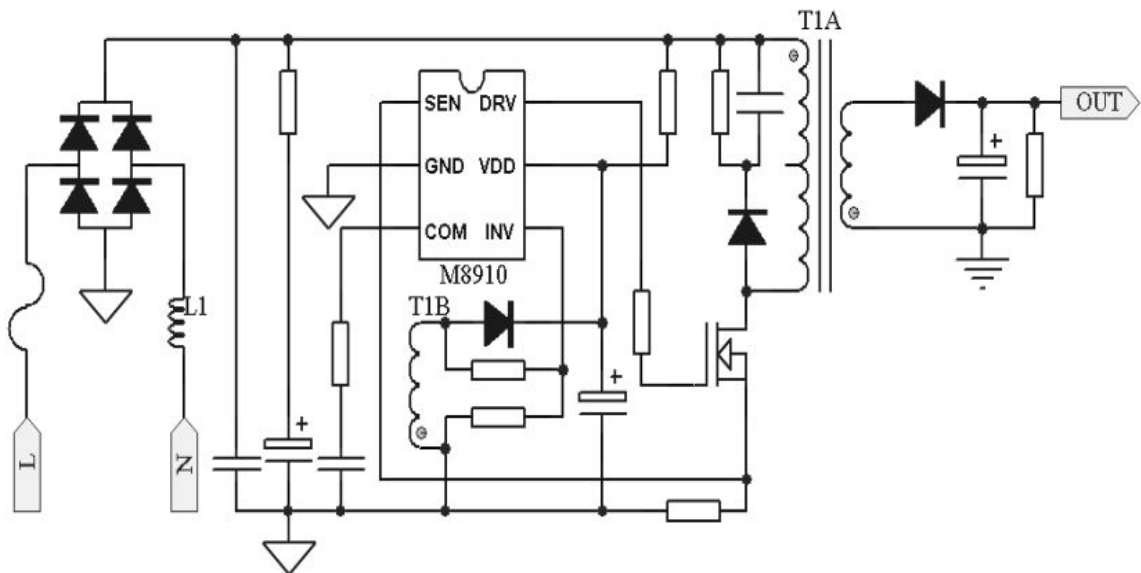 T1A
SEN DRV
OUT
GND VDD
COM INV
M8910
L1
T1B
+
+
+
L
N